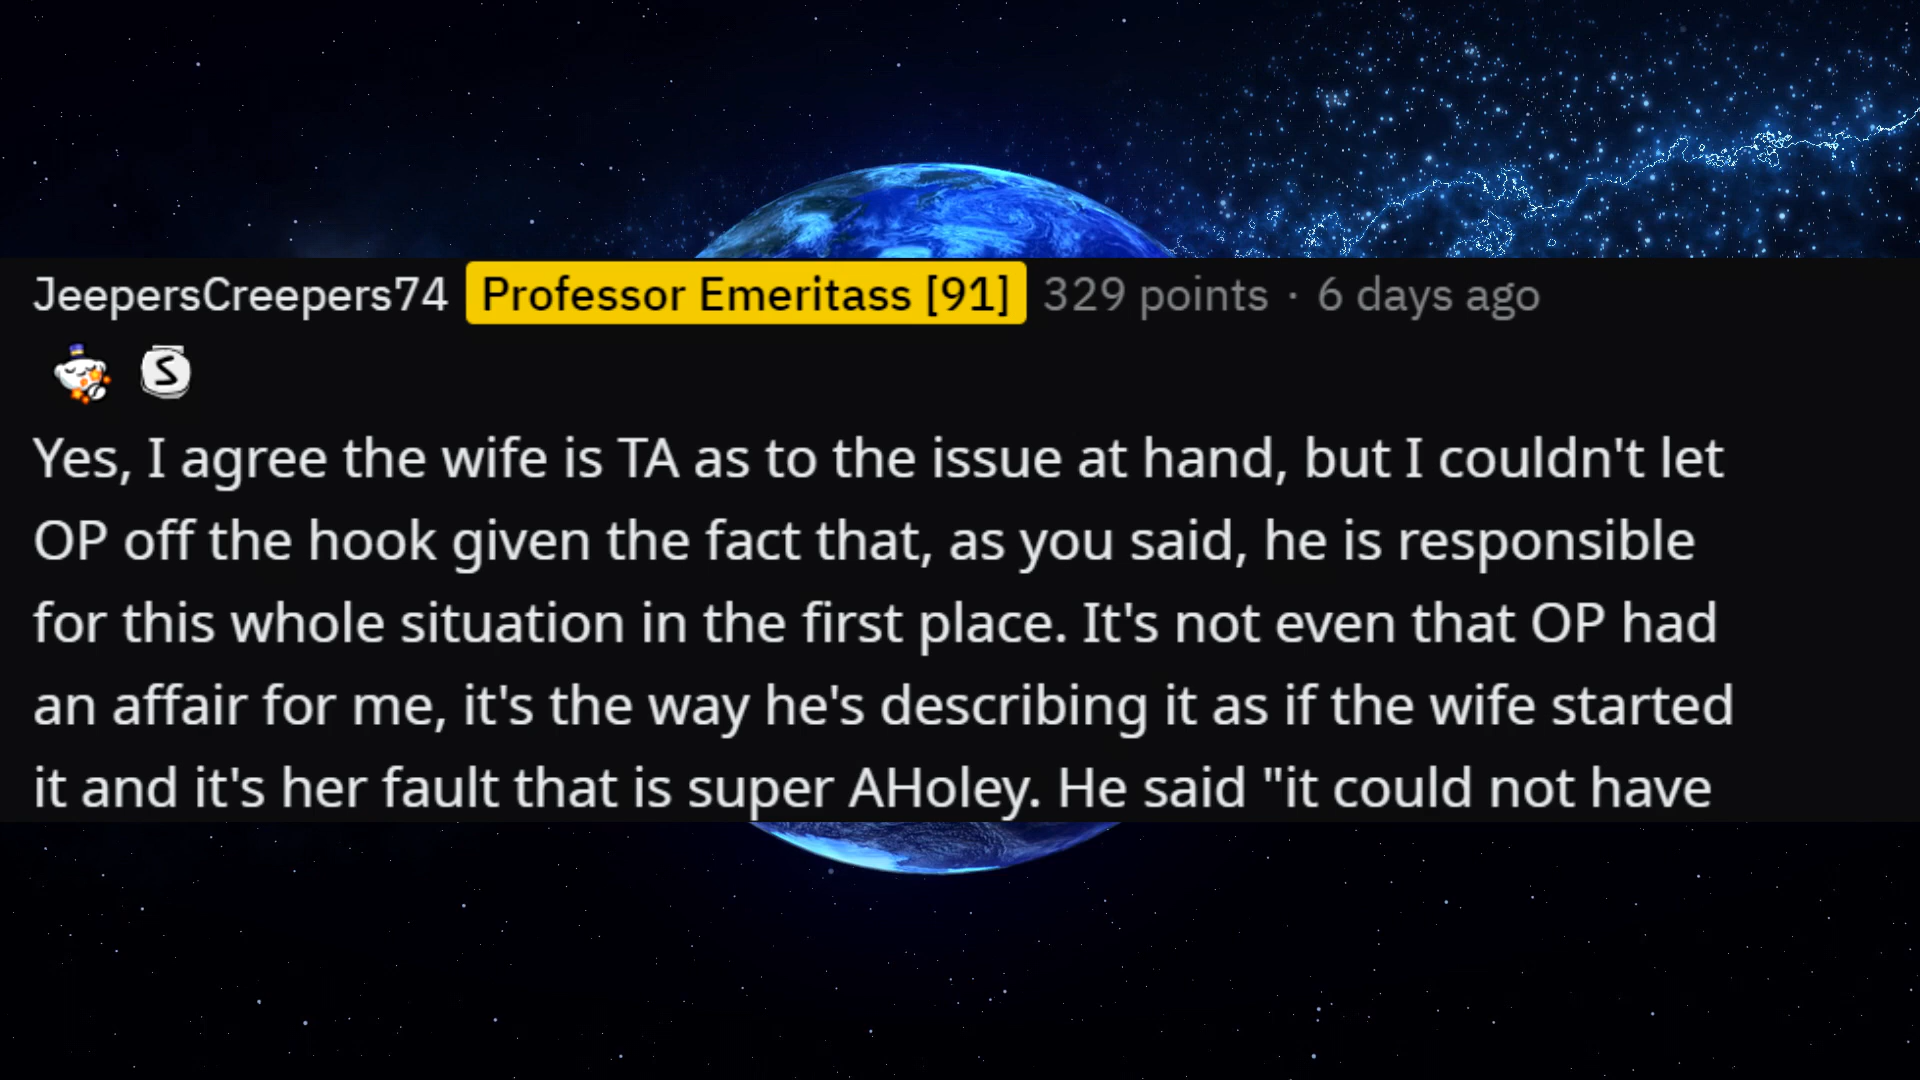 JeepersCreepers74 Professor Emeritass [91] 329 points · 6 days ago
S
Yes, I agree the wife is TA as to the issue at hand, but I couldn't let
OP off the hook given the fact that, as you said, he is responsible
for this whole situation in the first place. It's not even that OP had
an affair for me, it's the way he's describing it as if the wife started
it and it's her fault that is super AHoley. He said "it could not have